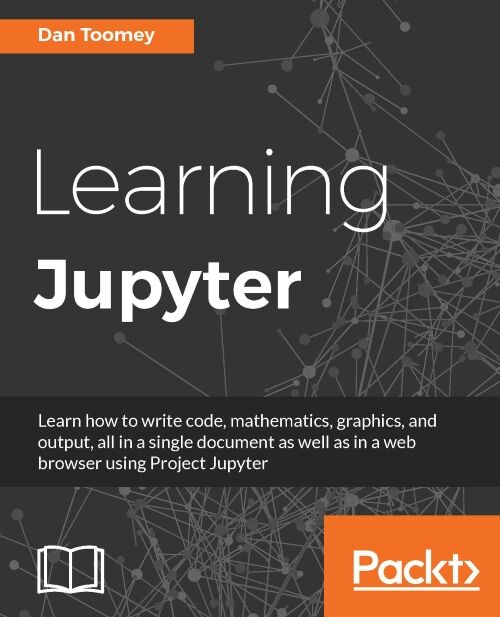 Dan Toomey
Learning
Jupyter
Learn how to write code, mathematics, graphics, and
output, all in a single document as well as in a web
browser using Project Jupyter
Packt>